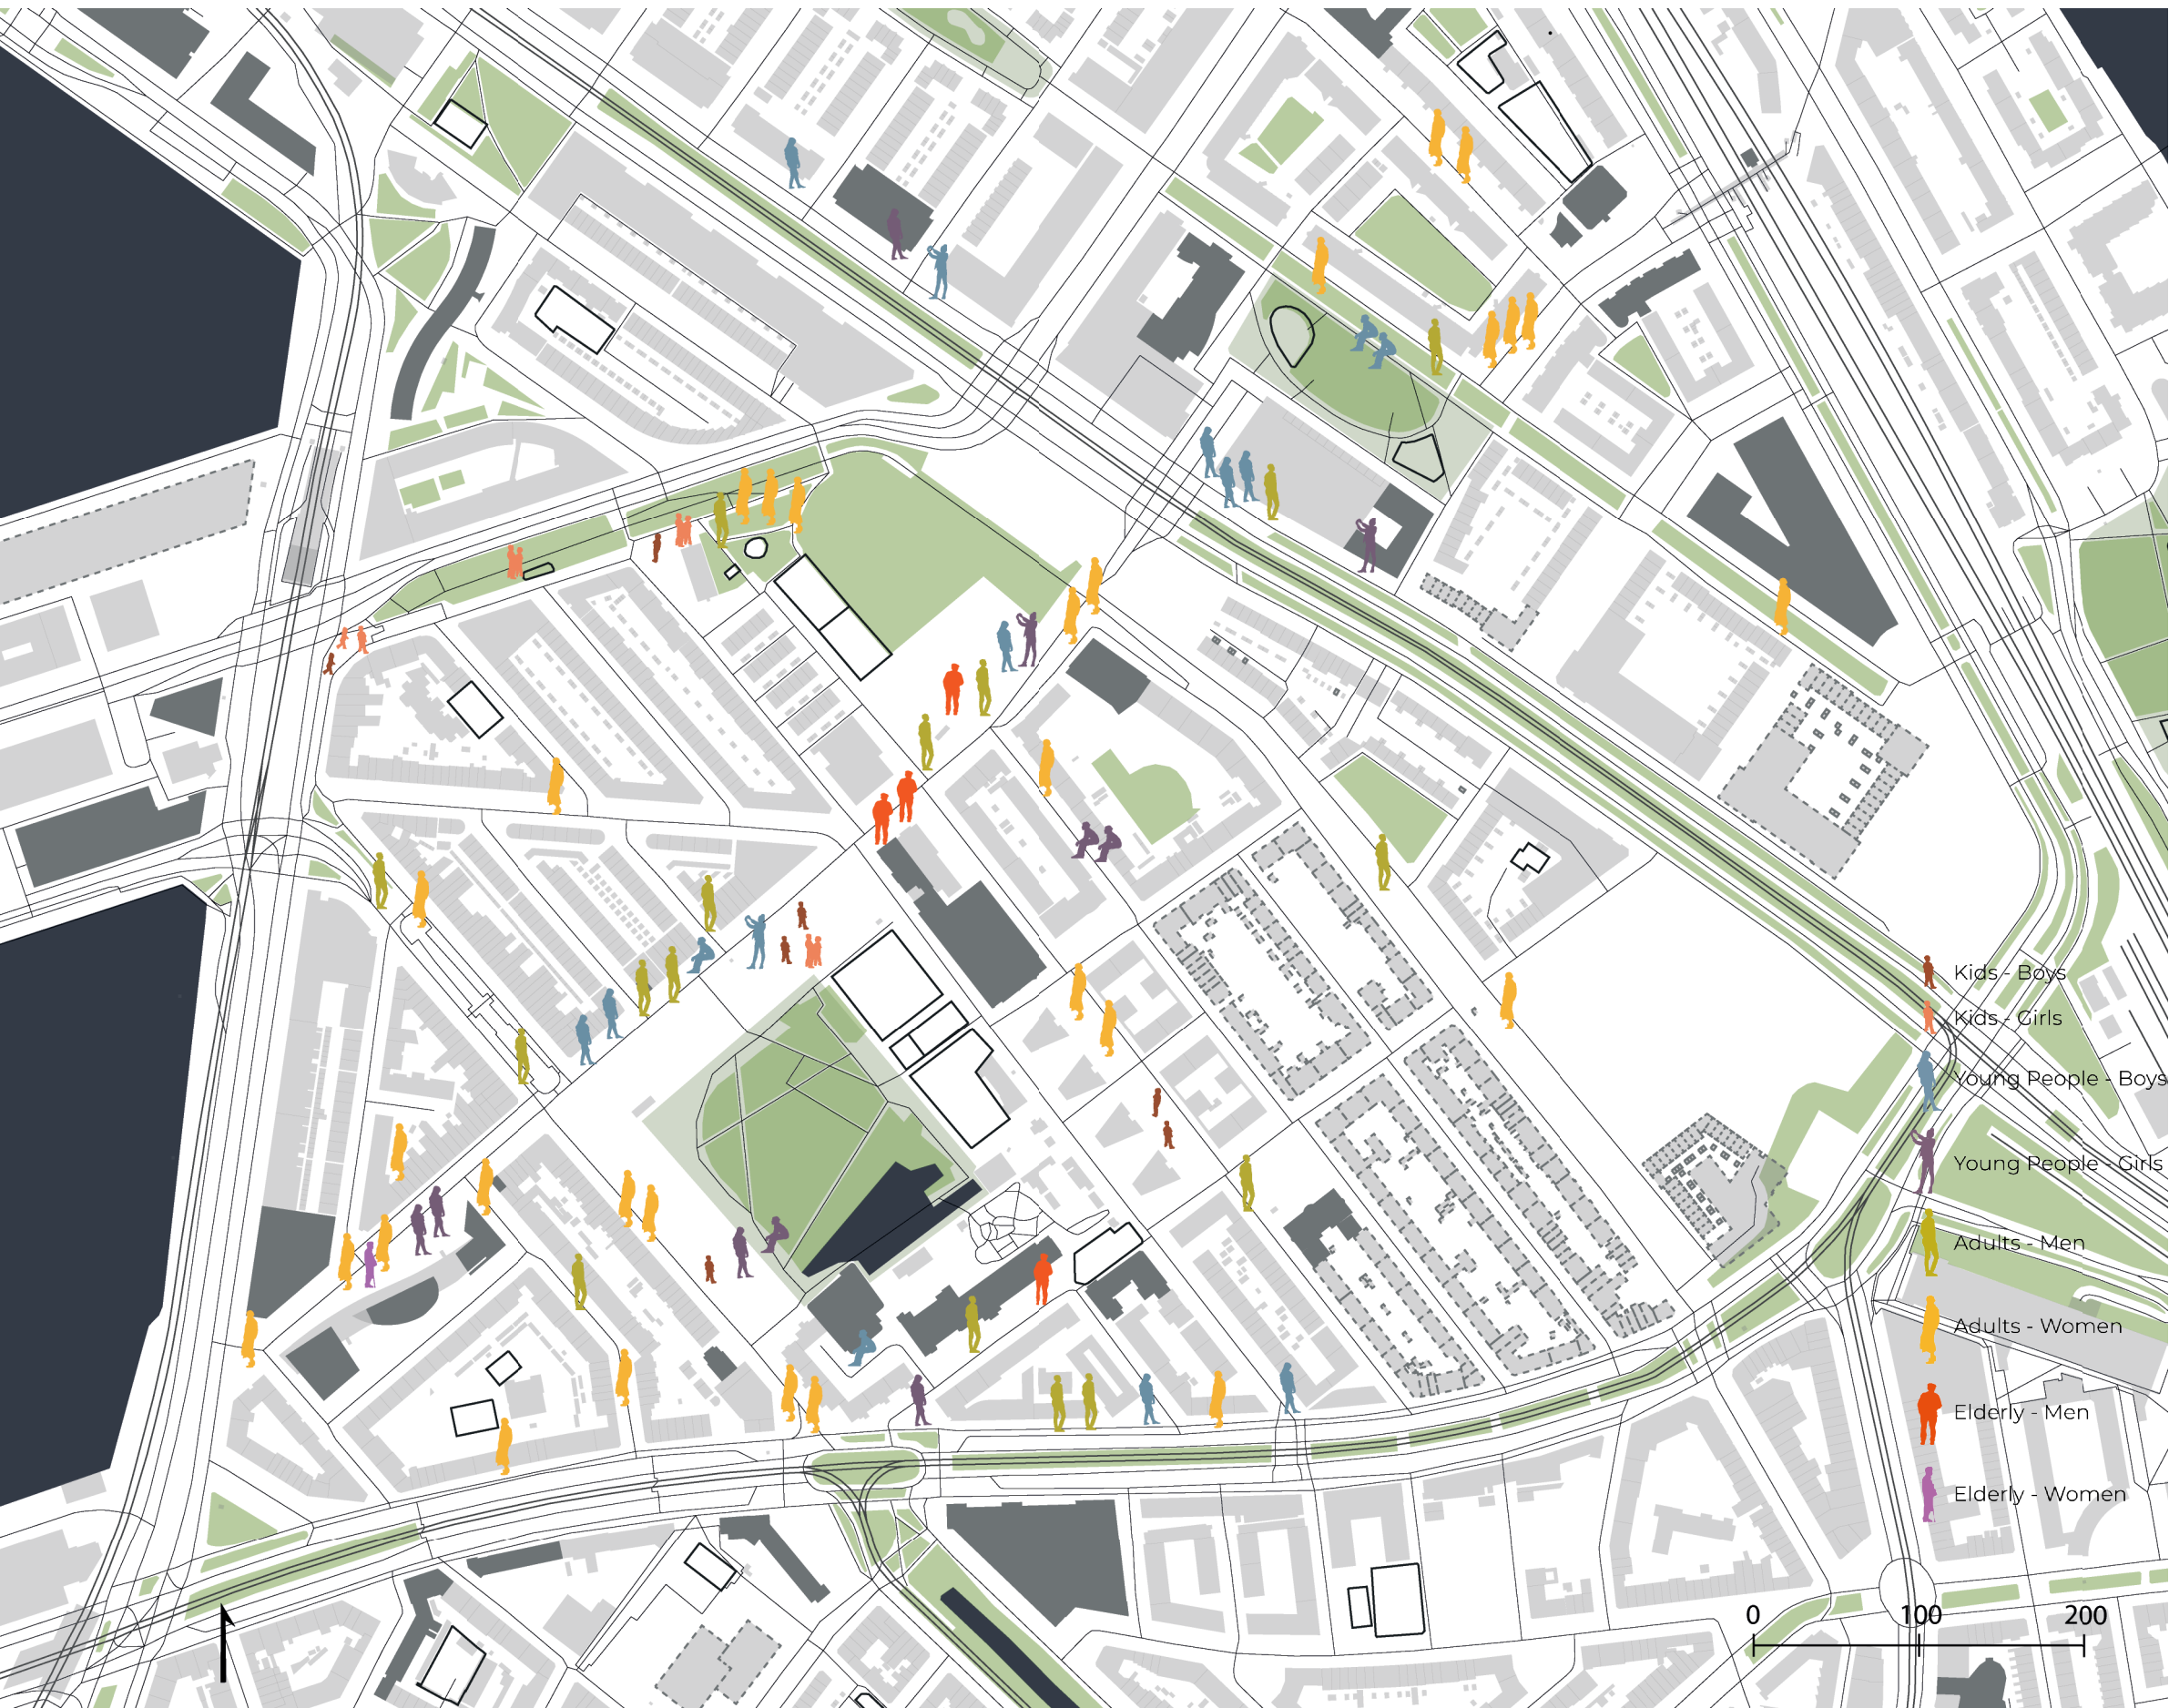 Kids - Boys
Kids - Girls
Young People - Boys
Young People - Girls
Adults - Men
Adults - Women
Elderly - Men
Elderly - Women
0 100 200